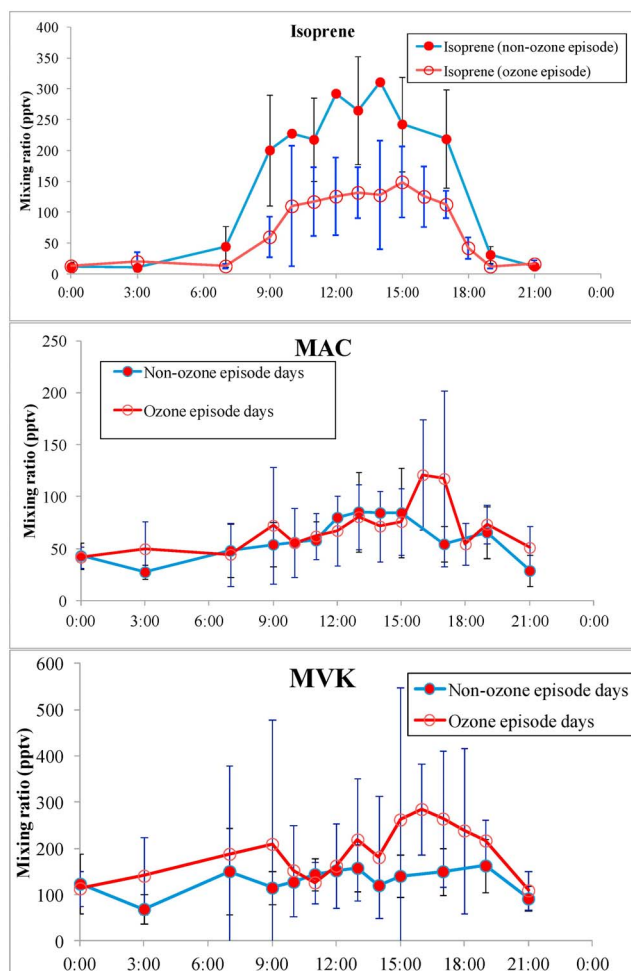 Isoprene
Isoprene (non-ozone episode)
Isoprene (ozone episode)
Mixing ratio (pptv)
400
350
300
250
200
150
100
50
0
0:00 3:00 6:00 9:00 12:00 15:00 18:00 21:00 0:00
MAC
Non-ozone episode days
Ozone episode days
Mixing ratio (pptv)
250
200
150
100
50
0
0:00 3:00 6:00 9:00 12:00 15:00 18:00 21:00 0:00
MVK
Non-ozone episode days
Ozone episode days
Mixing ratio (pptv)
600
500
400
300
200
100
0
0:00 3:00 6:00 9:00 12:00 15:00 18:00 21:00 0:00